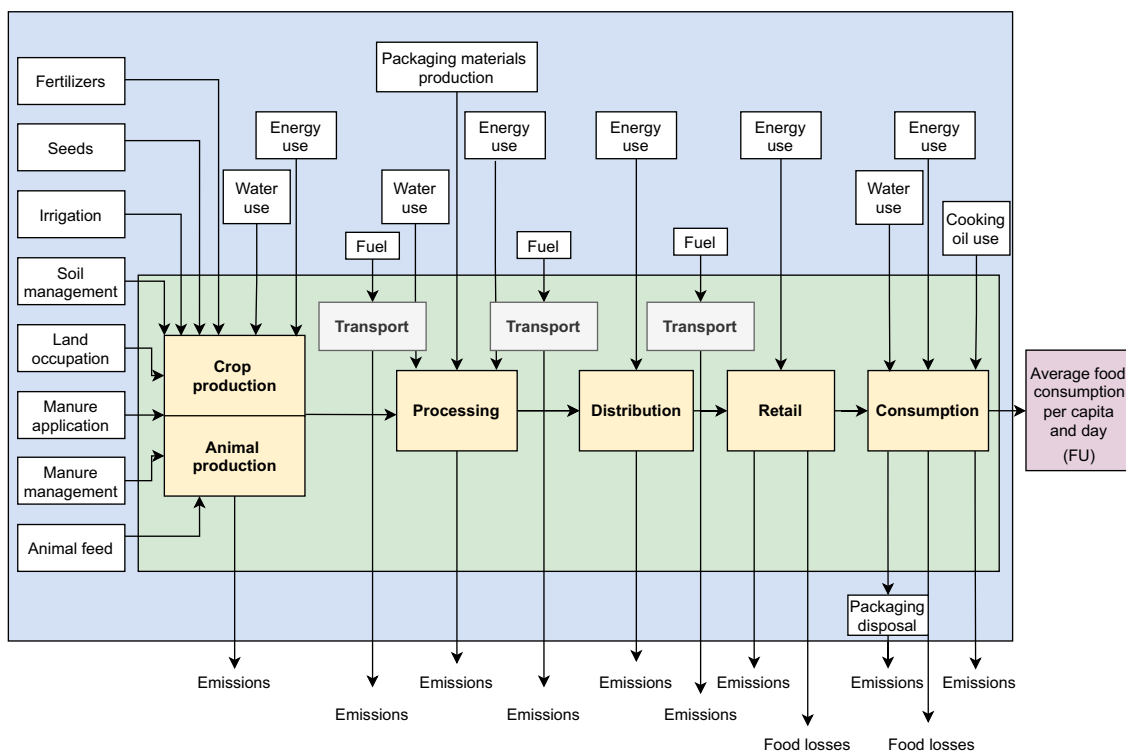 Packaging materials
production
Fertilizers
Seeds
Irrigation
Soil
management
Land
occupation
Manure
application
Manure
management
Animal feed
Energy
use
Water
use
Energy
use
Water
use
Energy
use
Energy
use
Energy
use
Water
use
Cooking
oil use
Fuel
Fuel
Fuel
Transport
Transport
Transport
Crop
production
Animal
production
Processing
Distribution
Retail
Consumption
Average food
consumption
per capita
and day
(FU)
Packaging
disposal
Emissions
Emissions
Emissions
Emissions
Emissions
Emissions
Emissions
Emissions
Emissions
Food losses
Food losses